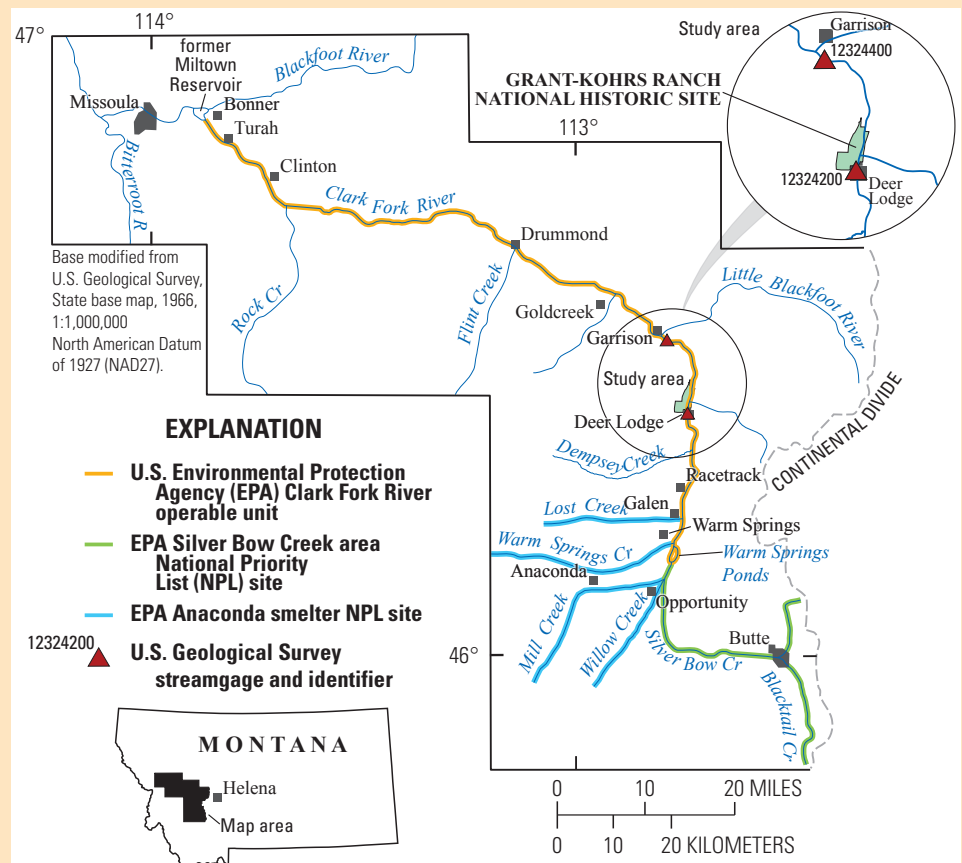 47°
114°
former
Miltown
Reservoir
Blackfoot River
Missoula
Bonner
Turah
Bitterroot R
Clinton
Clark Fork River
113°
Study area
Garrison
12324400
GRANT-KOHRS RANCH
NATIONAL HISTORIC SITE
12324200
Deer
Lodge
Base modified from
U.S. Geological Survey,
State base map, 1966,
1:1,000,000
North American Datum
of 1927 (NAD27).
Rock Cr
Drummond
Flint Creek
Goldcreek
Garrison
Little Blackfoot River
Study area
Deer Lodge
CONTINENTAL DIVIDE
Dempsey Creek
Racetrack
Galen
Lost Creek
Warm Springs
Warm Springs Cr
Warm Springs
Ponds
Anaconda
Opportunity
Mill Creek
Willow Creek
Silver Bow Cr
Butte
46°
Blacktail Cr
EXPLANATION
U.S. Environmental Protection
Agency (EPA) Clark Fork River
operable unit
EPA Silver Bow Creek area
National Priority
List (NPL) site
EPA Anaconda smelter NPL site
12324200
U.S. Geological Survey
streamgage and identifier
MONTANA
Helena
Map area
0 10 20 MILES
0 10 20 KILOMETERS